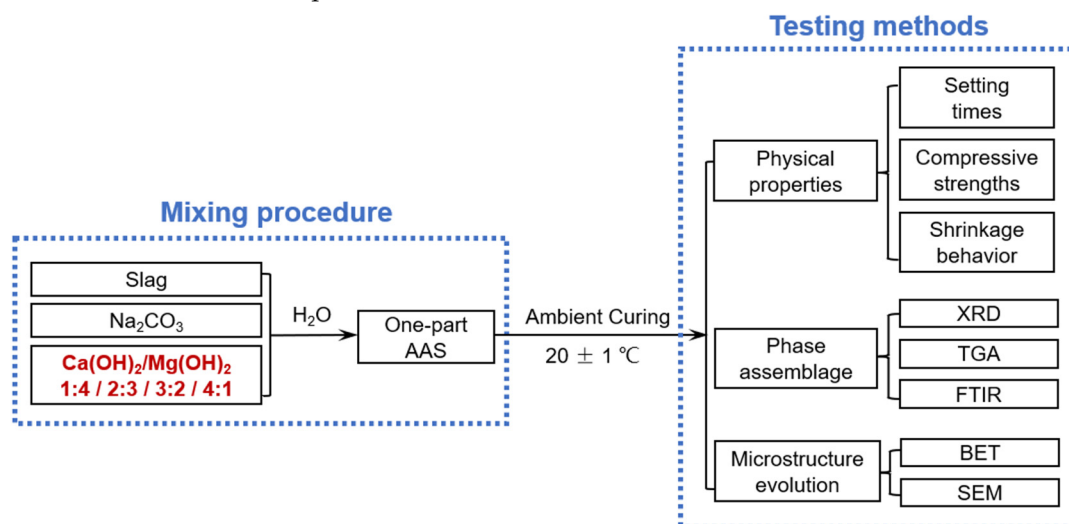 Testing methods
Mixing procedure
Slag
Na₂CO₃
Ca(OH)₂/Mg(OH)₂
1:4 / 2:3 / 3:2 / 4:1
H₂O
One-part
AAS
Ambient Curing
20 ± 1 ℃
Physical
properties
Setting
times
Compressive
strengths
Shrinkage
behavior
Phase
assemblage
XRD
TGA
FTIR
Microstructure
evolution
BET
SEM